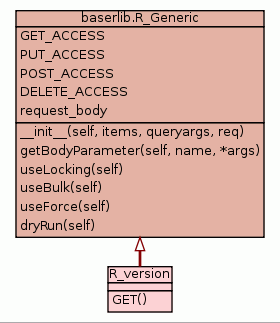 baserlib.R_Generic
GET_ACCESS
PUT_ACCESS
POST_ACCESS
DELETE_ACCESS
request_body
__init__(self, items, queryargs, req)
getBodyParameter(self, name, *args)
useLocking(self)
useBulk(self)
useForce(self)
dryRun(self)
R_version
GET()